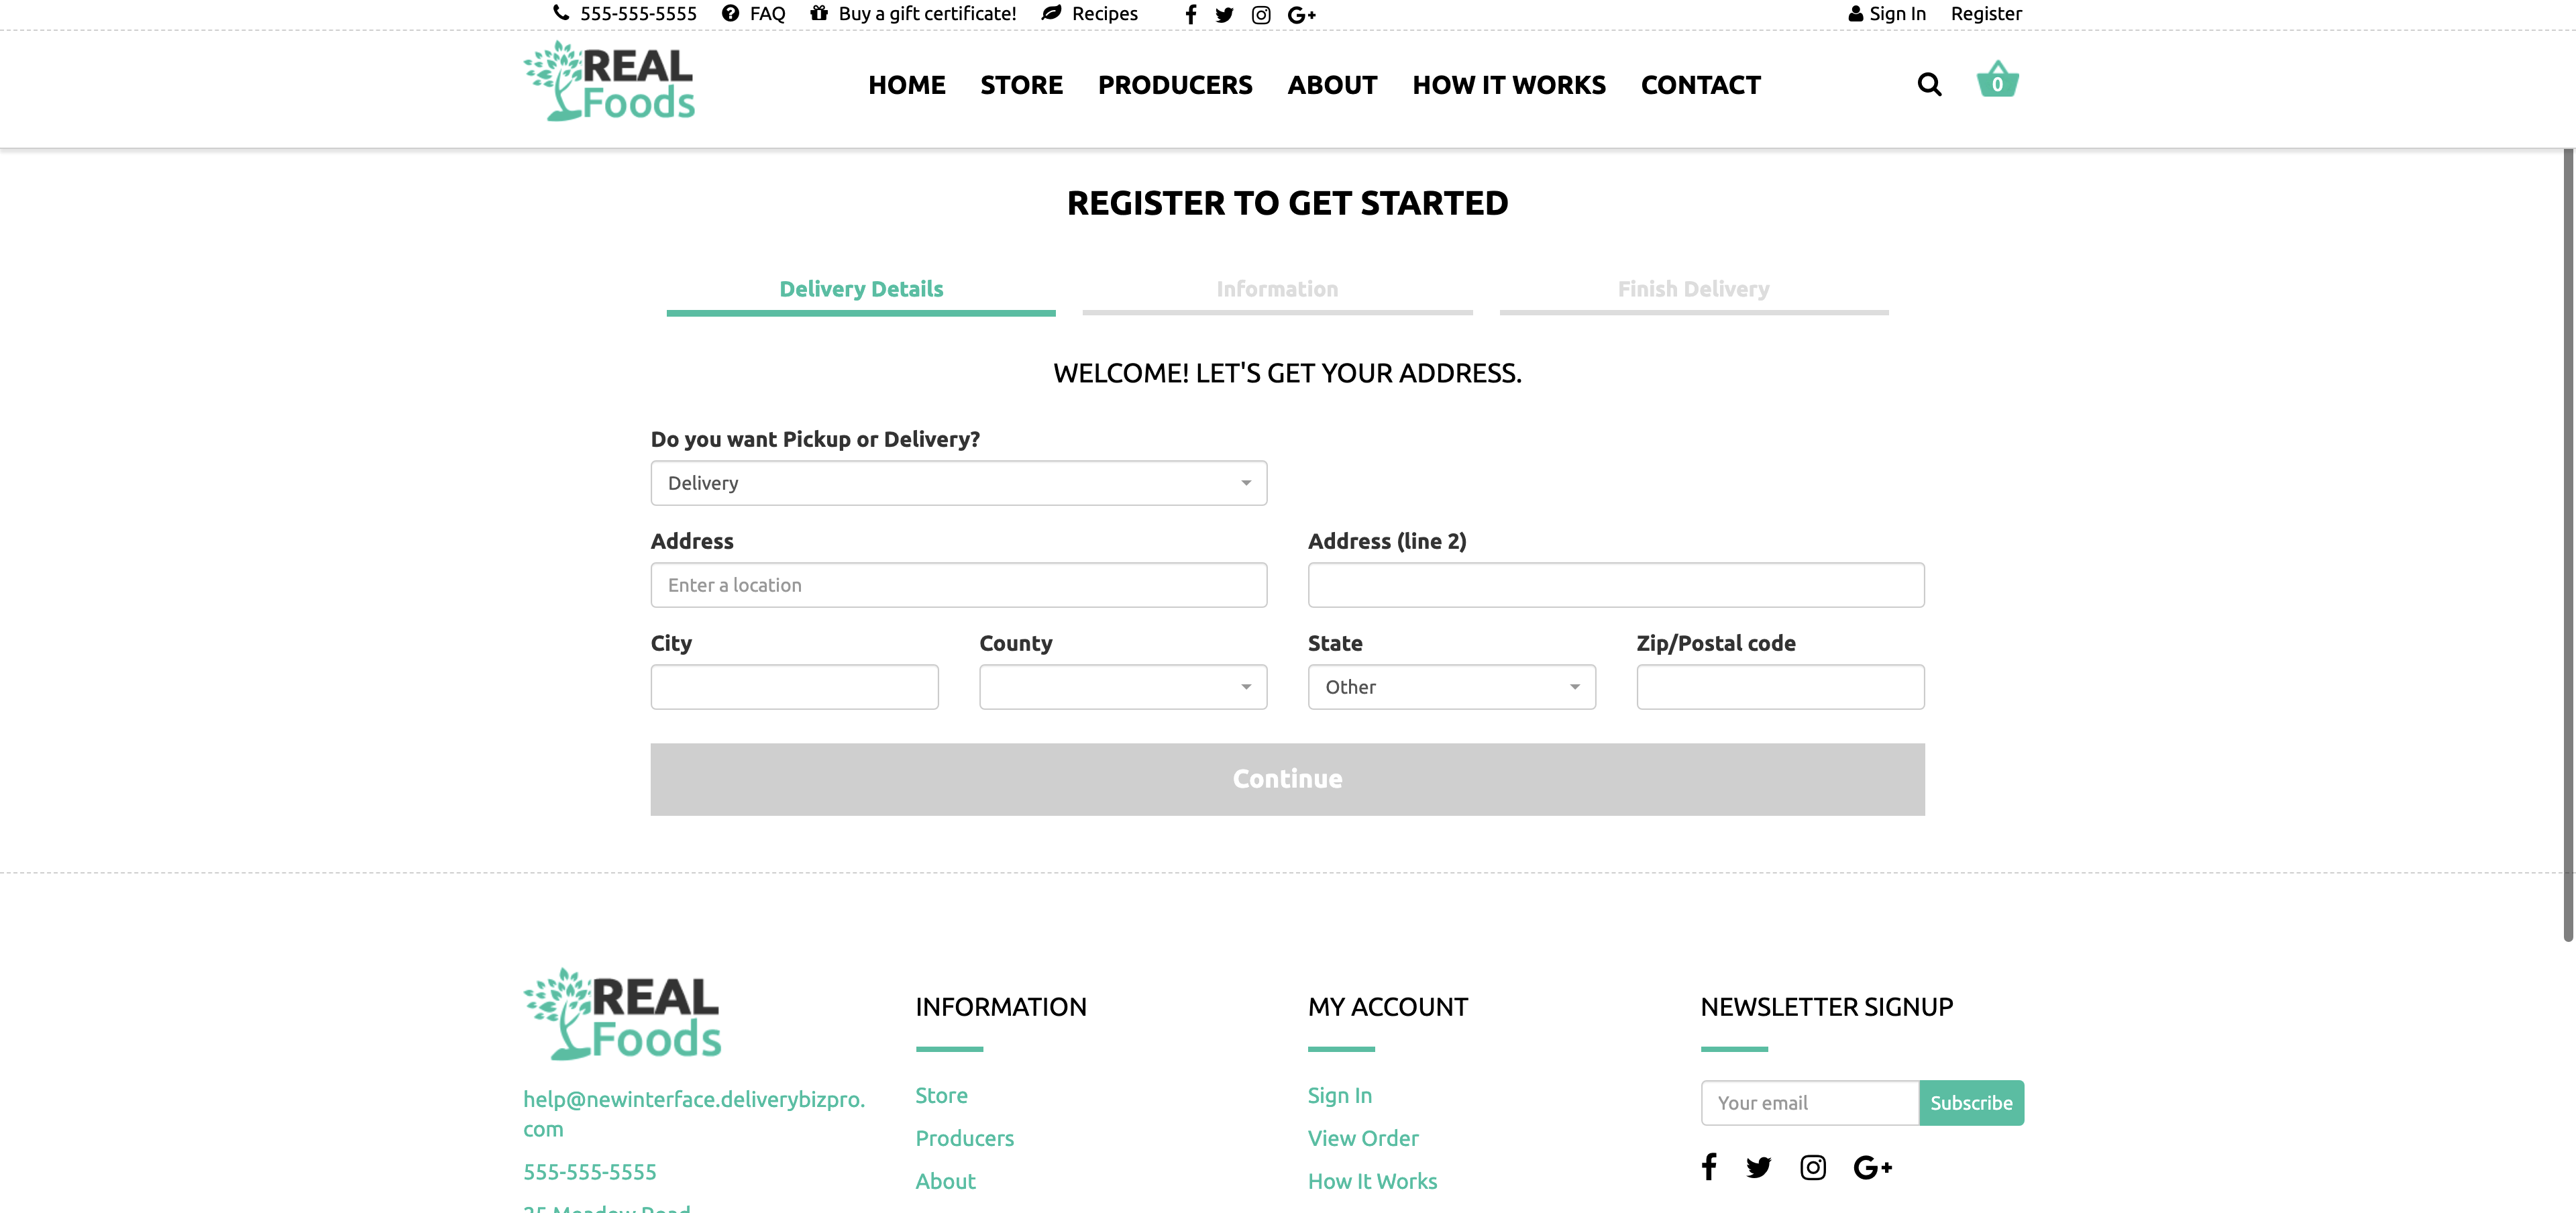 555-555-5555 FAQ Buy a gift certificate! Recipes G+ Sign In Register
REAL
Foods
HOME STORE PRODUCERS ABOUT HOW IT WORKS CONTACT
0
REGISTER TO GET STARTED
Delivery Details Information Finish Delivery
WELCOME! LET'S GET YOUR ADDRESS.
Do you want Pickup or Delivery?
Delivery
Address Address (line 2)
Enter a location
City County State Zip/Postal code
Other
Continue
REAL
Foods
INFORMATION MY ACCOUNT NEWSLETTER SIGNUP
help@newinterface.deliverybizpro.
com
555-555-5555
25 Meadow Road
Store
Producers
About
Sign In
View Order
How It Works
Your email Subscribe
G+